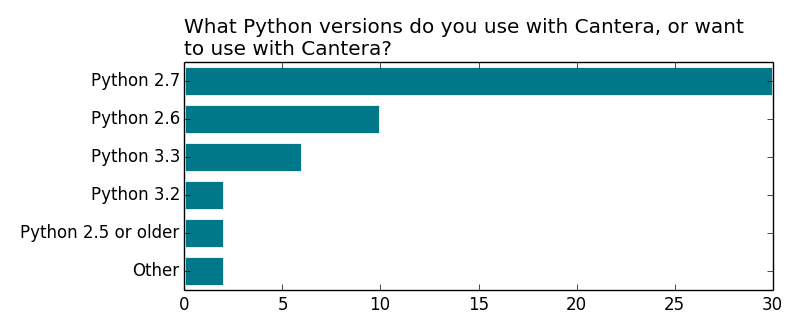 What Python versions do you use with Cantera, or want
to use with Cantera?
Python 2.7
Python 2.6
Python 3.3
Python 3.2
Python 2.5 or older
Other
0 5 10 15 20 25 30